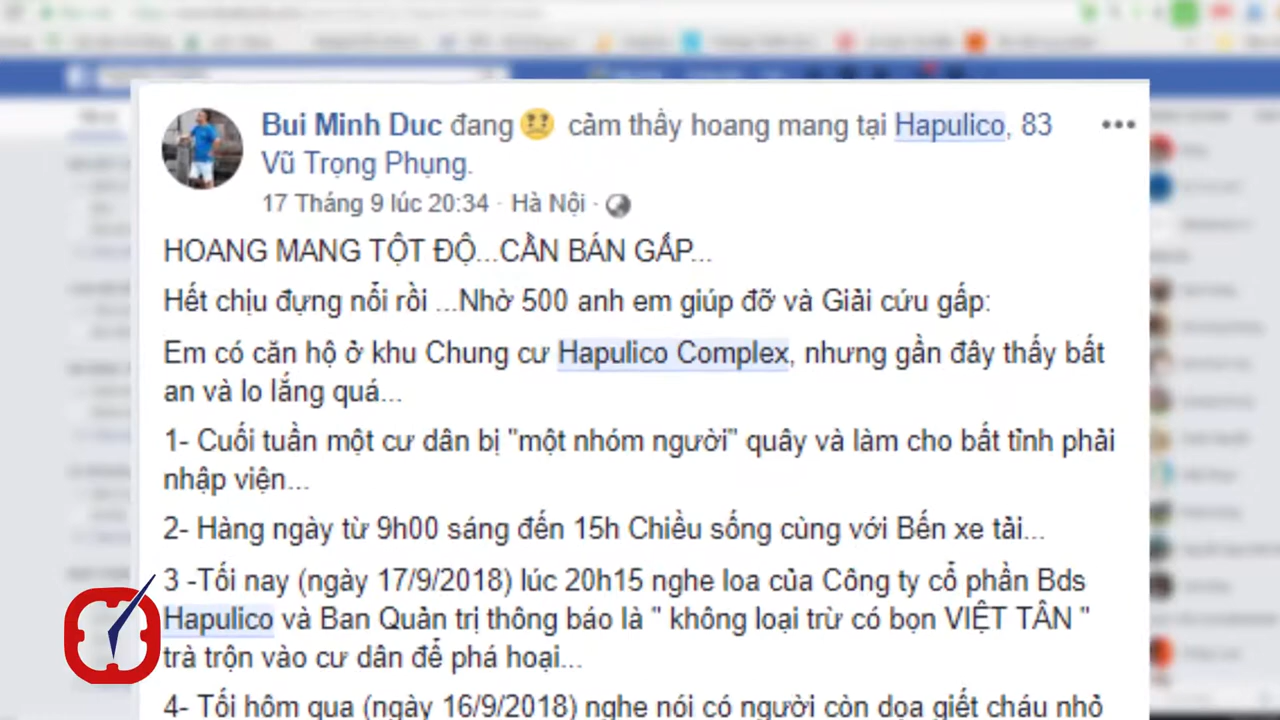 Bui Minh Duc đang cảm thấy hoang mang tại Hapulico, 83
Vũ Trọng Phụng.
17 Tháng 9 lúc 20:34 · Hà Nội ·
HOANG MANG TỘT ĐỘ...CẦN BÁN GẤP...
Hết chịu đựng nổi rồi ...Nhờ 500 anh em giúp đỡ và Giải cứu gấp:
Em có căn hộ ở khu Chung cư Hapulico Complex, nhưng gần đây thấy bất
an và lo lắng quá...
1- Cuối tuần một cư dân bị "một nhóm người" quây và làm cho bất tỉnh phải
nhập viện...
2- Hàng ngày từ 9h00 sáng đến 15h Chiều sống cùng với Bến xe tải...
3 -Tối nay (ngày 17/9/2018) lúc 20h15 nghe loa của Công ty cổ phần Bds
Hapulico và Ban Quản trị thông báo là " không loại trừ có bọn VIỆT TÂN "
trà trộn vào cư dân để phá hoại...
4- Tối hôm qua (ngày 16/9/2018) nghe nói có người còn dọa giết cháu nhỏ